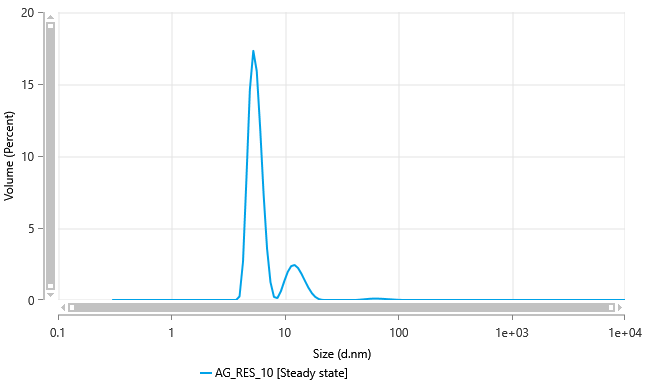 20
15
10
5
0
Volume (Percent)
0.1 1 10 100 1e+03 1e+04
Size (d.nm)
AG_RES_10 [Steady state]